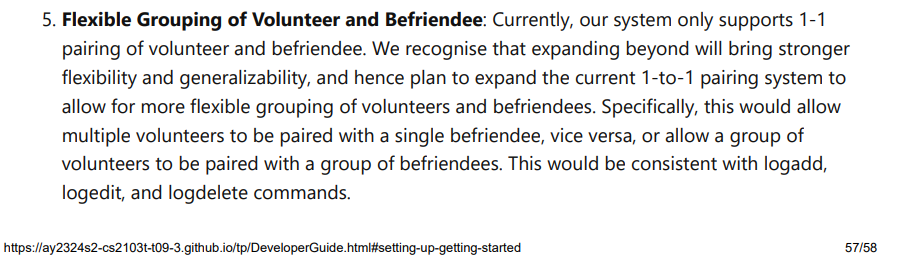 5. Flexible Grouping of Volunteer and Befriendee: Currently, our system only supports 1-1
pairing of volunteer and befriendee. We recognise that expanding beyond will bring stronger
flexibility and generalizability, and hence plan to expand the current 1-to-1 pairing system to
allow for more flexible grouping of volunteers and befriendees. Specifically, this would allow
multiple volunteers to be paired with a single befriendee, vice versa, or allow a group of
volunteers to be paired with a group of befriendees. This would be consistent with logadd,
logedit, and logdelete commands.
https://ay2324s2-cs2103t-t09-3.github.io/tp/DeveloperGuide.html#setting-up-getting-started 57/58